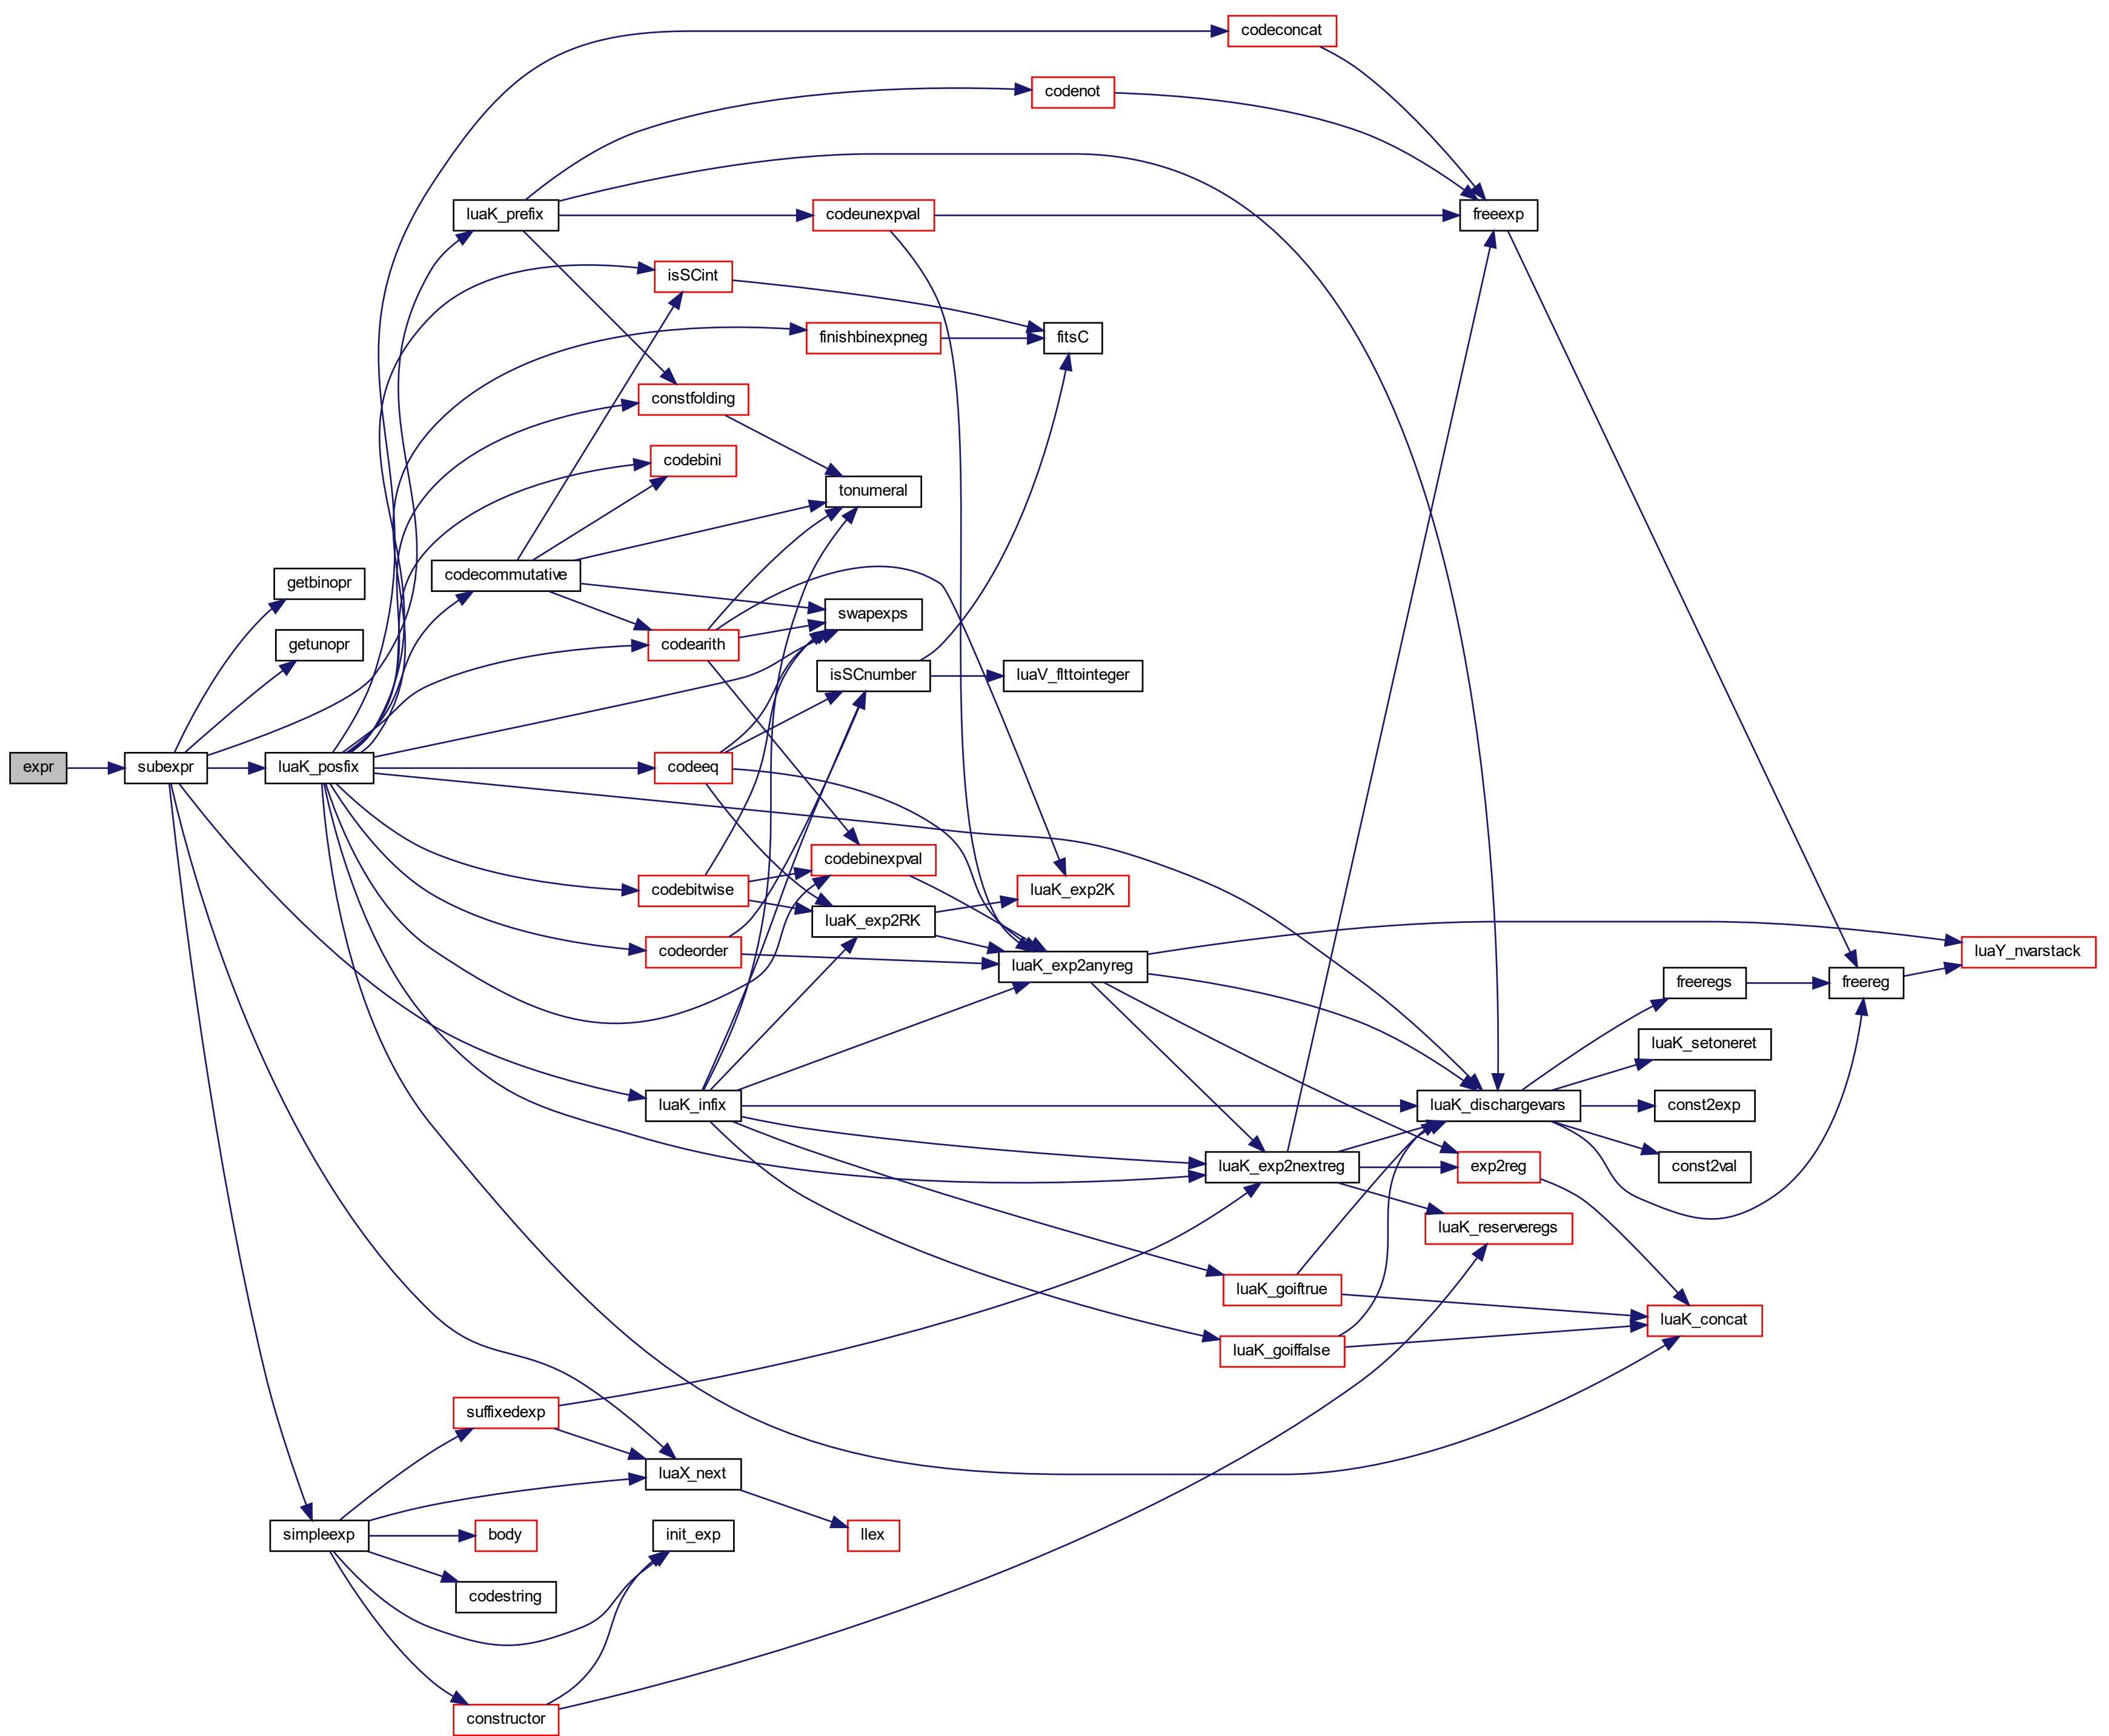 codeconcat
codenot
luaK_prefix
codeunexpval
freeexp
isSCint
finishbinexpneg
fitsC
constfolding
codebini
tonumeral
getbinopr
codecommutative
swapexps
getunopr
codearith
isSCnumber
luaV_flttointeger
expr
subexpr
luaK_posfix
codeeq
codebinexpval
codebitwise
luaK_exp2K
luaK_exp2RK
codeorder
luaK_exp2anyreg
luaY_nvarstack
freeregs
freereg
luaK_setoneret
luaK_infix
luaK_dischargevars
const2exp
luaK_exp2nextreg
exp2reg
const2val
luaK_reserveregs
luaK_goiftrue
luaK_concat
luaK_goiffalse
suffixedexp
luaX_next
simpleexp
body
init_exp
llex
codestring
constructor